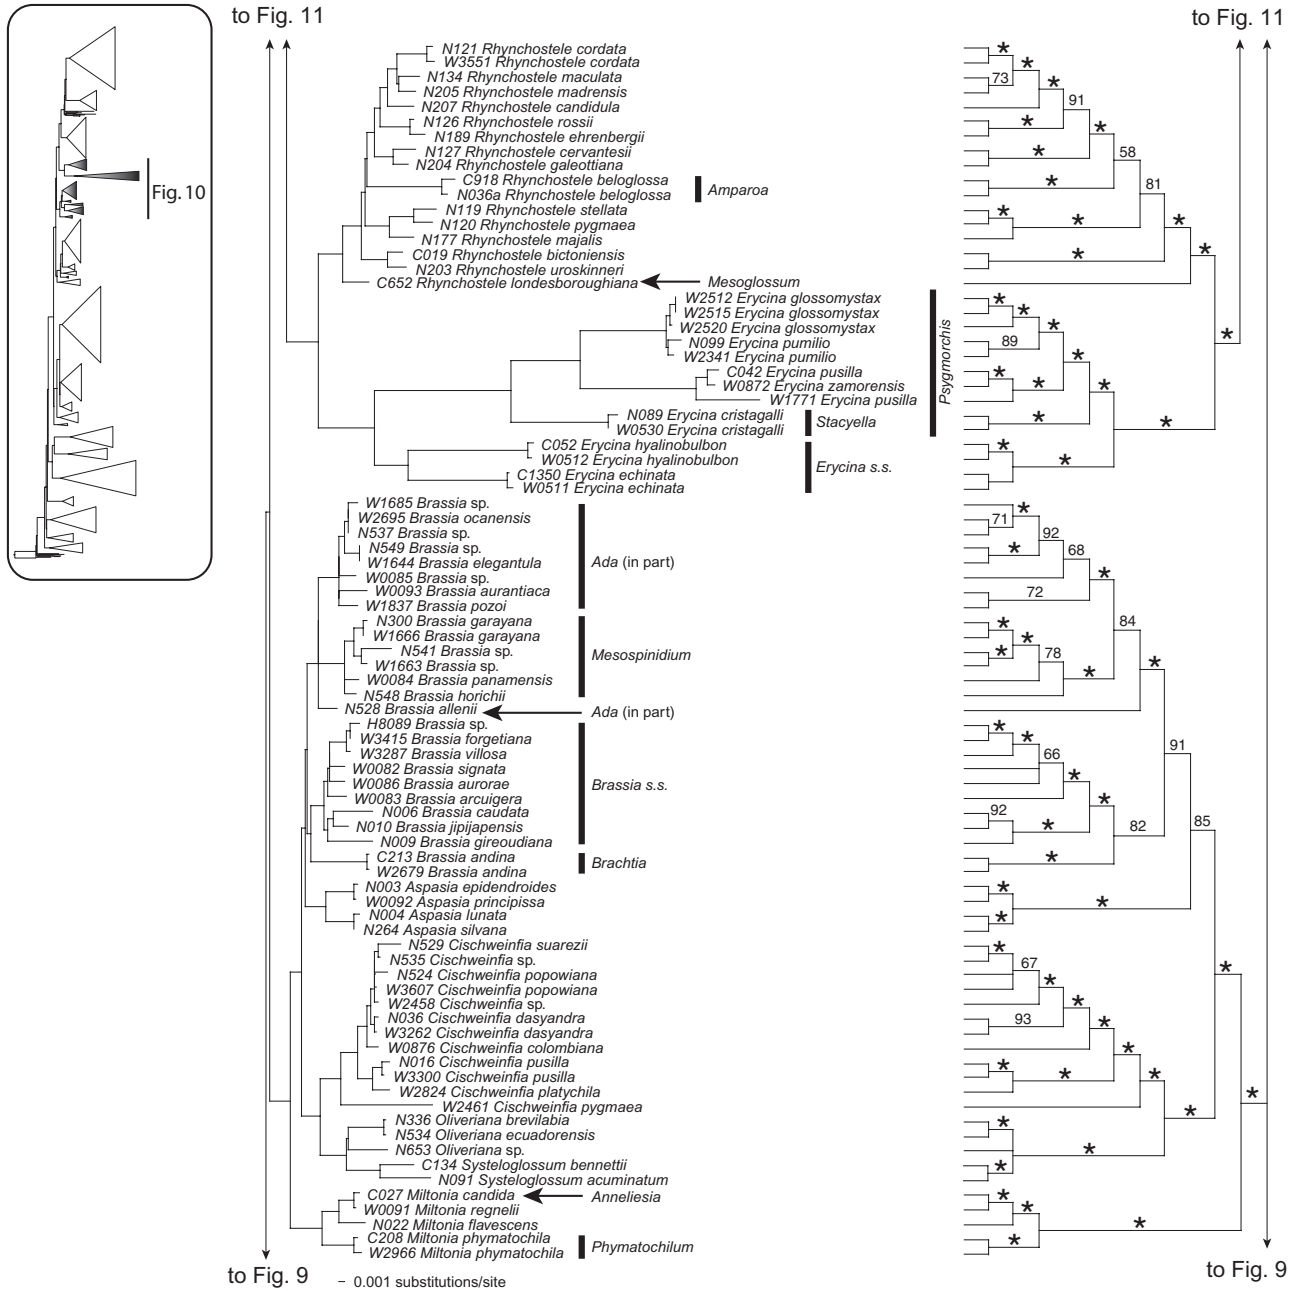 to Fig. 11
to Fig. 11
Fig. 10
N121 Rhynchostele cordata
W3551 Rhynchostele cordata
N134 Rhynchostele maculata
N205 Rhynchostele madrensis
N207 Rhynchostele candidula
N126 Rhynchostele rossii
N189 Rhynchostele ehrenbergii
N127 Rhynchostele cervantesii
N204 Rhynchostele galeottiana
C918 Rhynchostele beloglossa
N036a Rhynchostele beloglossa
Amparoa
N119 Rhynchostele stellata
N120 Rhynchostele pygmaea
N177 Rhynchostele majalis
C019 Rhynchostele bictoniensis
N203 Rhynchostele uroskinneri
C652 Rhynchostele londesboroughiana
Mesoglossum
W2512 Erycina glossomystax
W2515 Erycina glossomystax
W2520 Erycina glossomystax
N099 Erycina pumilio
W2341 Erycina pumilio
C042 Erycina pusilla
W0872 Erycina zamorensis
W1771 Erycina pusilla
Psygmorchis
N089 Erycina cristagalli
W0530 Erycina cristagalli
Stacyella
C052 Erycina hyalinobulbon
W0512 Erycina hyalinobulbon
C1350 Erycina echinata
W0511 Erycina echinata
Erycina s.s.
W1685 Brassia sp.
W2695 Brassia ocanensis
N537 Brassia sp.
N549 Brassia sp.
W1644 Brassia elegantula
W0085 Brassia sp.
W0093 Brassia aurantiaca
W1837 Brassia pozoi
Ada (in part)
N300 Brassia garayana
W1666 Brassia garayana
N541 Brassia sp.
W1663 Brassia sp.
W0084 Brassia panamensis
N548 Brassia horichii
Mesospinidium
N528 Brassia allenii
Ada (in part)
H8089 Brassia sp.
W3415 Brassia forgetiana
W3287 Brassia villosa
W0082 Brassia signata
W0086 Brassia aurorae
W0083 Brassia arcuigera
N006 Brassia caudata
N010 Brassia jipijapensis
N009 Brassia gireoudiana
Brassia s.s.
C213 Brassia andina
W2679 Brassia andina
Brachtia
N003 Aspasia epidendroides
W0092 Aspasia principissa
N004 Aspasia lunata
N264 Aspasia silvana
N529 Cischweinfia suarezii
N535 Cischweinfia sp.
N524 Cischweinfia popowiana
W3607 Cischweinfia popowiana
W2458 Cischweinfia sp.
N036 Cischweinfia dasyandra
W3262 Cischweinfia dasyandra
W0876 Cischweinfia colombiana
N016 Cischweinfia pusilla
W3300 Cischweinfia pusilla
W2824 Cischweinfia platychila
W2461 Cischweinfia pygmaea
N336 Oliveriana brevilabia
N534 Oliveriana ecuadorensis
N653 Oliveriana sp.
C134 Systeloglossum bennettii
N091 Systeloglossum acuminatum
C027 Miltonia candida
Anneliesia
W0091 Miltonia regnelii
N022 Miltonia flavescens
C208 Miltonia phymatochila
W2966 Miltonia phymatochila
Phymatochilum
73
91
58
81
89
71
92
68
72
84
78
91
66
92
82
85
67
93
to Fig. 9
0.001 substitutions/site
to Fig. 9